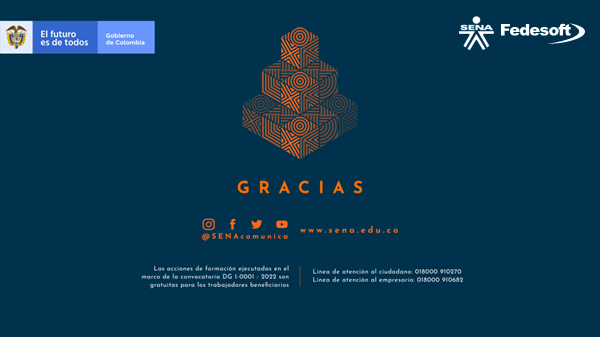 El futuro
es de todos
Gobierno
de Colombia
SENA
Fedesoft
GRACIAS
@SENAcomunica
www.sena.edu.co
Las acciones de formación ejecutadas en el
marco de la convocatoria DG 1-0001 - 2022 son
gratuitas para los trabajadores beneficiarios
Línea de atención al ciudadano: 018000 910270
Línea de atención al empresario: 018000 910682